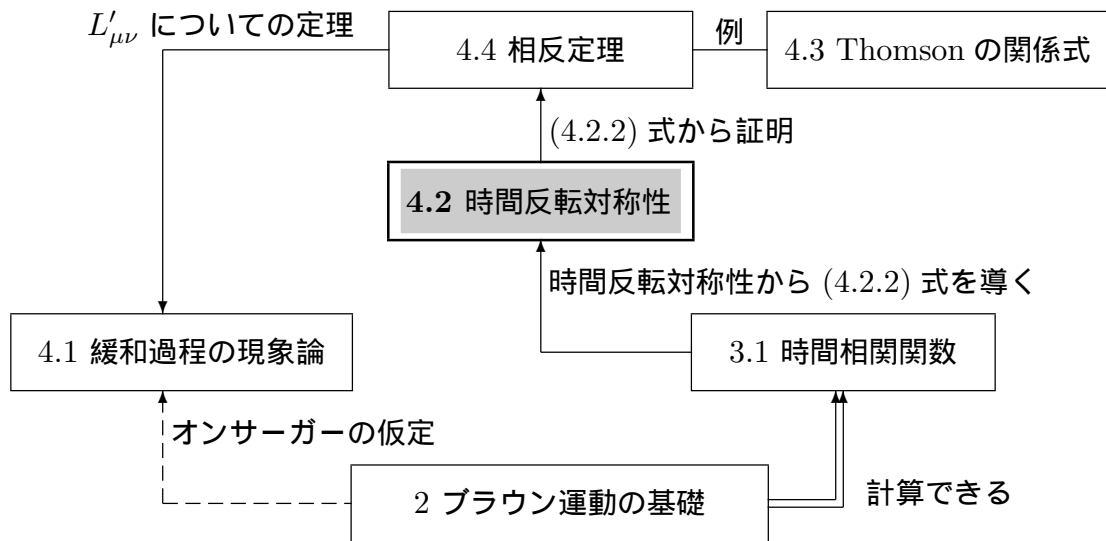 L′μν についての定理
4.4 相反定理
例
4.3 Thomson の関係式
(4.2.2) 式から証明
4.2 時間反転対称性
時間反転対称性から (4.2.2) 式を導く
4.1 緩和過程の現象論
3.1 時間相関関数
オンサーガーの仮定
2 ブラウン運動の基礎
計算できる